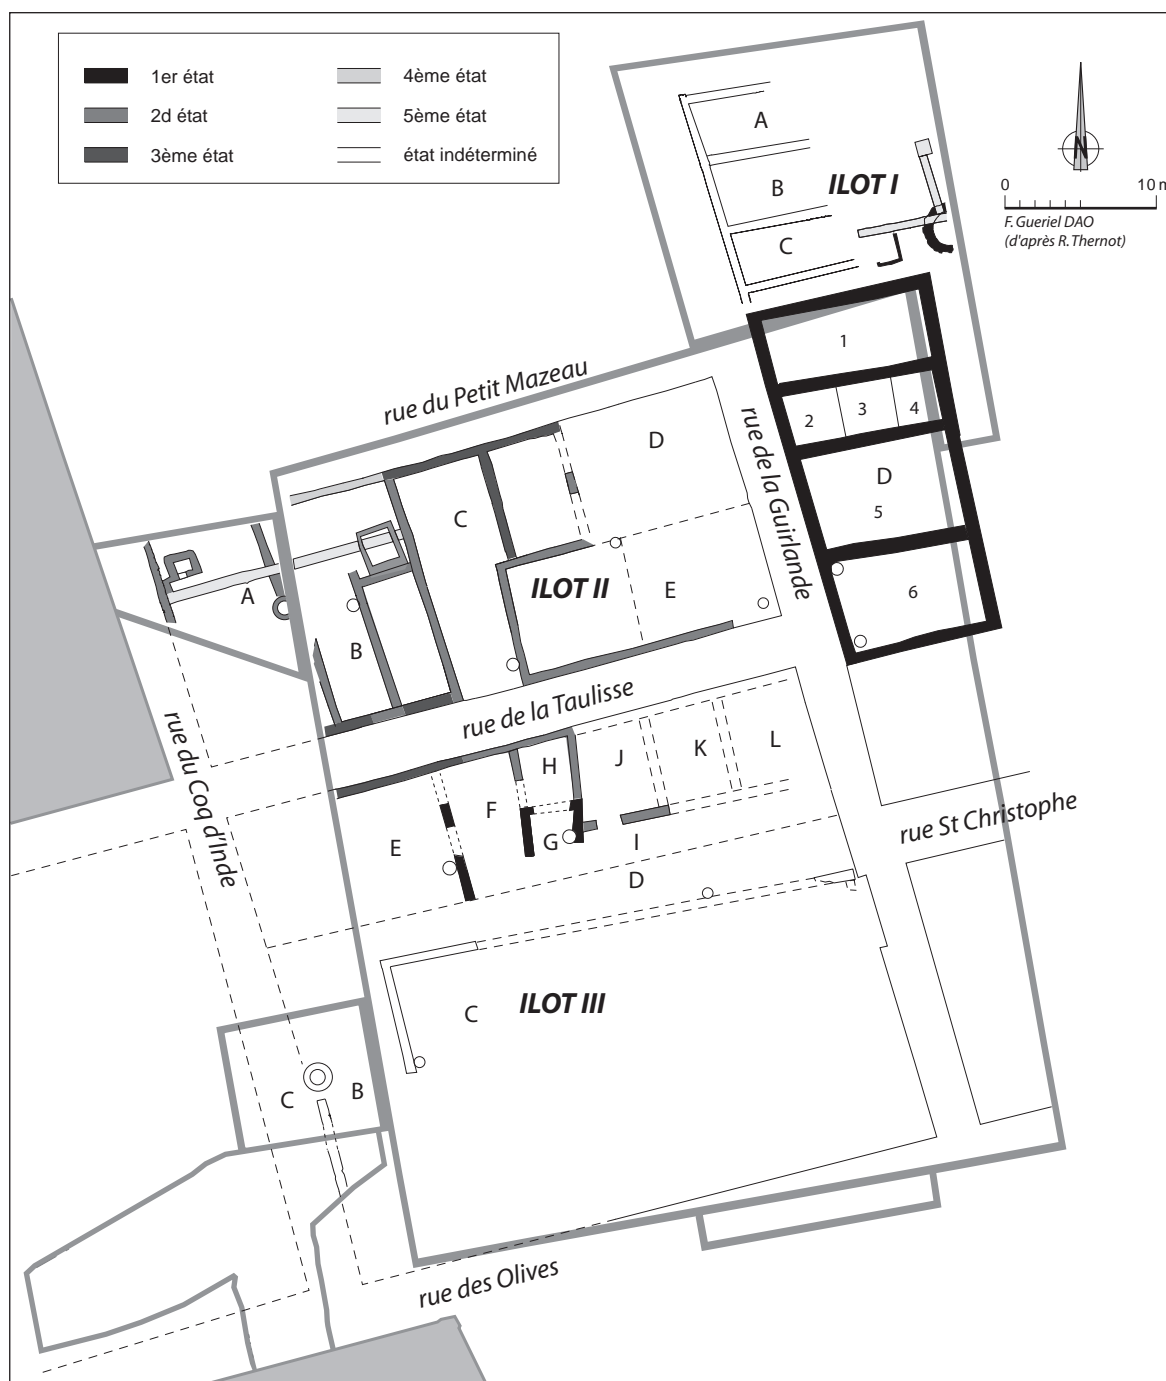 1er état
2d état
3ème état
4ème état
5ème état
état indéterminé
N
0 10 m
F. Gueriel DAO
(d'après R. Thernot)
A
B
ILOT I
C
1
2 3 4
D
5
6
rue du Petit Mazeau
rue de la Guirlande
D
C
ILOT II
E
A
B
rue de la Taulisse
rue du Coq d'Inde
H
J
K
L
F
G
I
E
D
rue St Christophe
C
ILOT III
C
B
rue des Olives